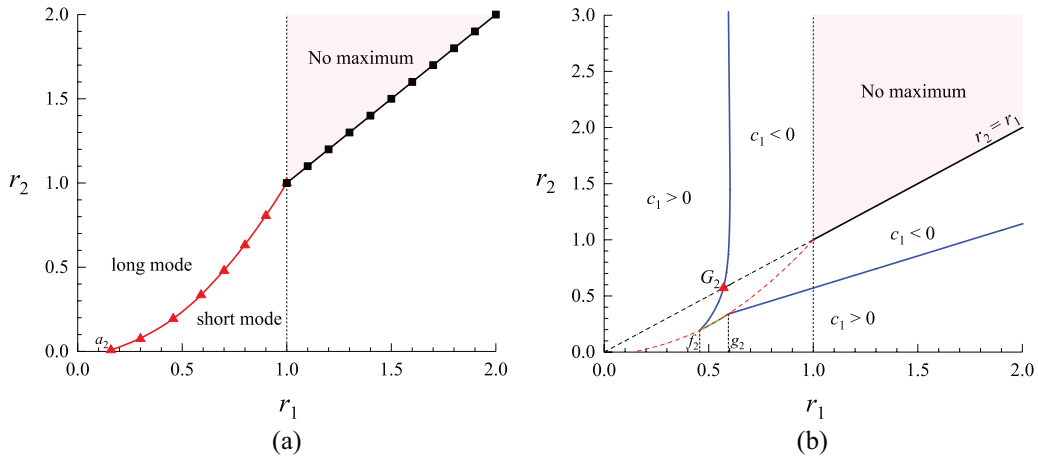 2.0
1.5
1.0
0.5
0.0
r2
0.0
0.5
1.0
1.5
2.0
r1
No maximum
long mode
short mode
a2
(a)
3.0
2.5
2.0
1.5
1.0
0.5
0.0
r2
0.0
0.5
1.0
1.5
2.0
r1
No maximum
c1 < 0
r2 = r1
c1 > 0
c1 < 0
G2
c1 > 0
f2
g2
(b)